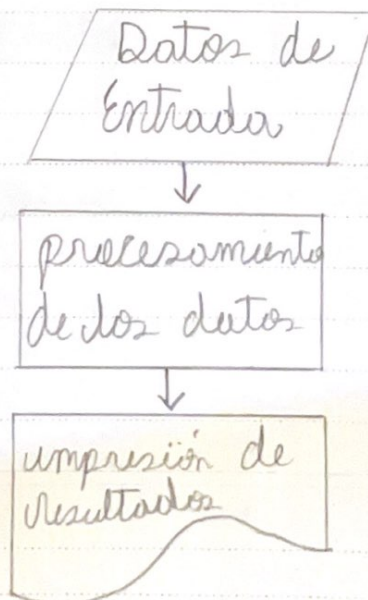 Datos de
Entrada
procesamiento
de los datos
impresión de
resultados